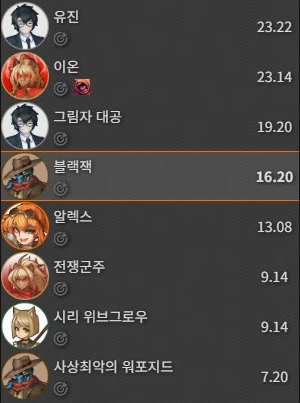 유진
23.22
이온
23.14
그림자 대공
19.20
블랙잭
16.20
알렉스
13.08
전쟁군주
9.14
시리 위브그로우
9.14
사상최악의 워포지드
7.20